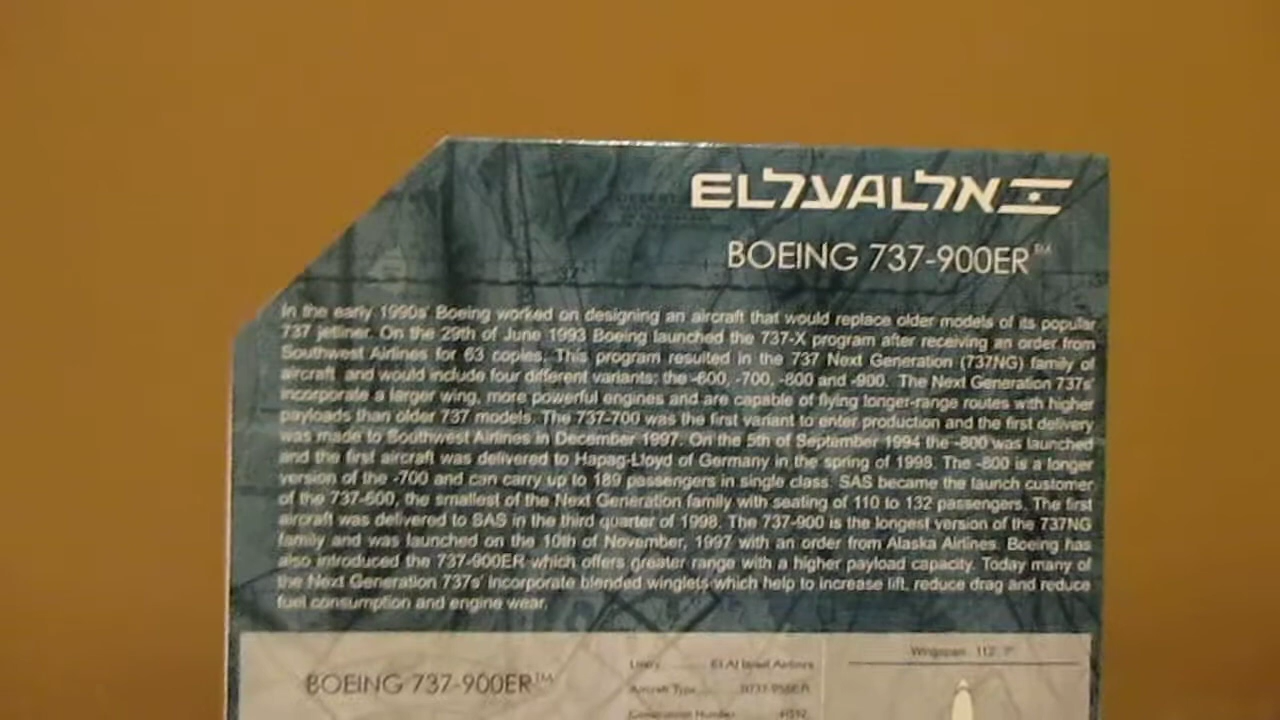 ELעלALאל
BOEING 737-900ER™
In the early 1990s' Boeing worked on designing an aircraft that would replace older models of its popular
737 jetliner. On the 29th of June 1993 Boeing launched the 737-X program after receiving an order from
Southwest Airlines for 63 copies. This program resulted in the 737 Next Generation (737NG) family of
aircraft and would include four different variants; the -600, -700, -800 and -900. The Next Generation 737s'
incorporate a larger wing, more powerful engines and are capable of flying longer-range routes with higher
payloads than older 737 models. The 737-700 was the first variant to enter production and the first delivery
was made to Southwest Airlines in December 1997. On the 5th of September 1994 the -800 was launched
and the first aircraft was delivered to Hapag-Lloyd of Germany in the spring of 1998. The -800 is a longer
version of the -700 and can carry up to 189 passengers in single class. SAS became the launch customer
of the 737-600, the smallest of the Next Generation family with seating of 110 to 132 passengers. The first
aircraft was delivered to SAS in the third quarter of 1998. The 737-900 is the longest version of the 737NG
family and was launched on the 10th of November, 1997 with an order from Alaska Airlines. Boeing has
also introduced the 737-900ER which offers greater range with a higher payload capacity. Today many of
the Next Generation 737s' incorporate blended winglets which help to increase lift, reduce drag and reduce
fuel consumption and engine wear.
BOEING 737-900ER™
Livery El Al Israel Airlines
Aircraft Type
Construction Number
Wingspan